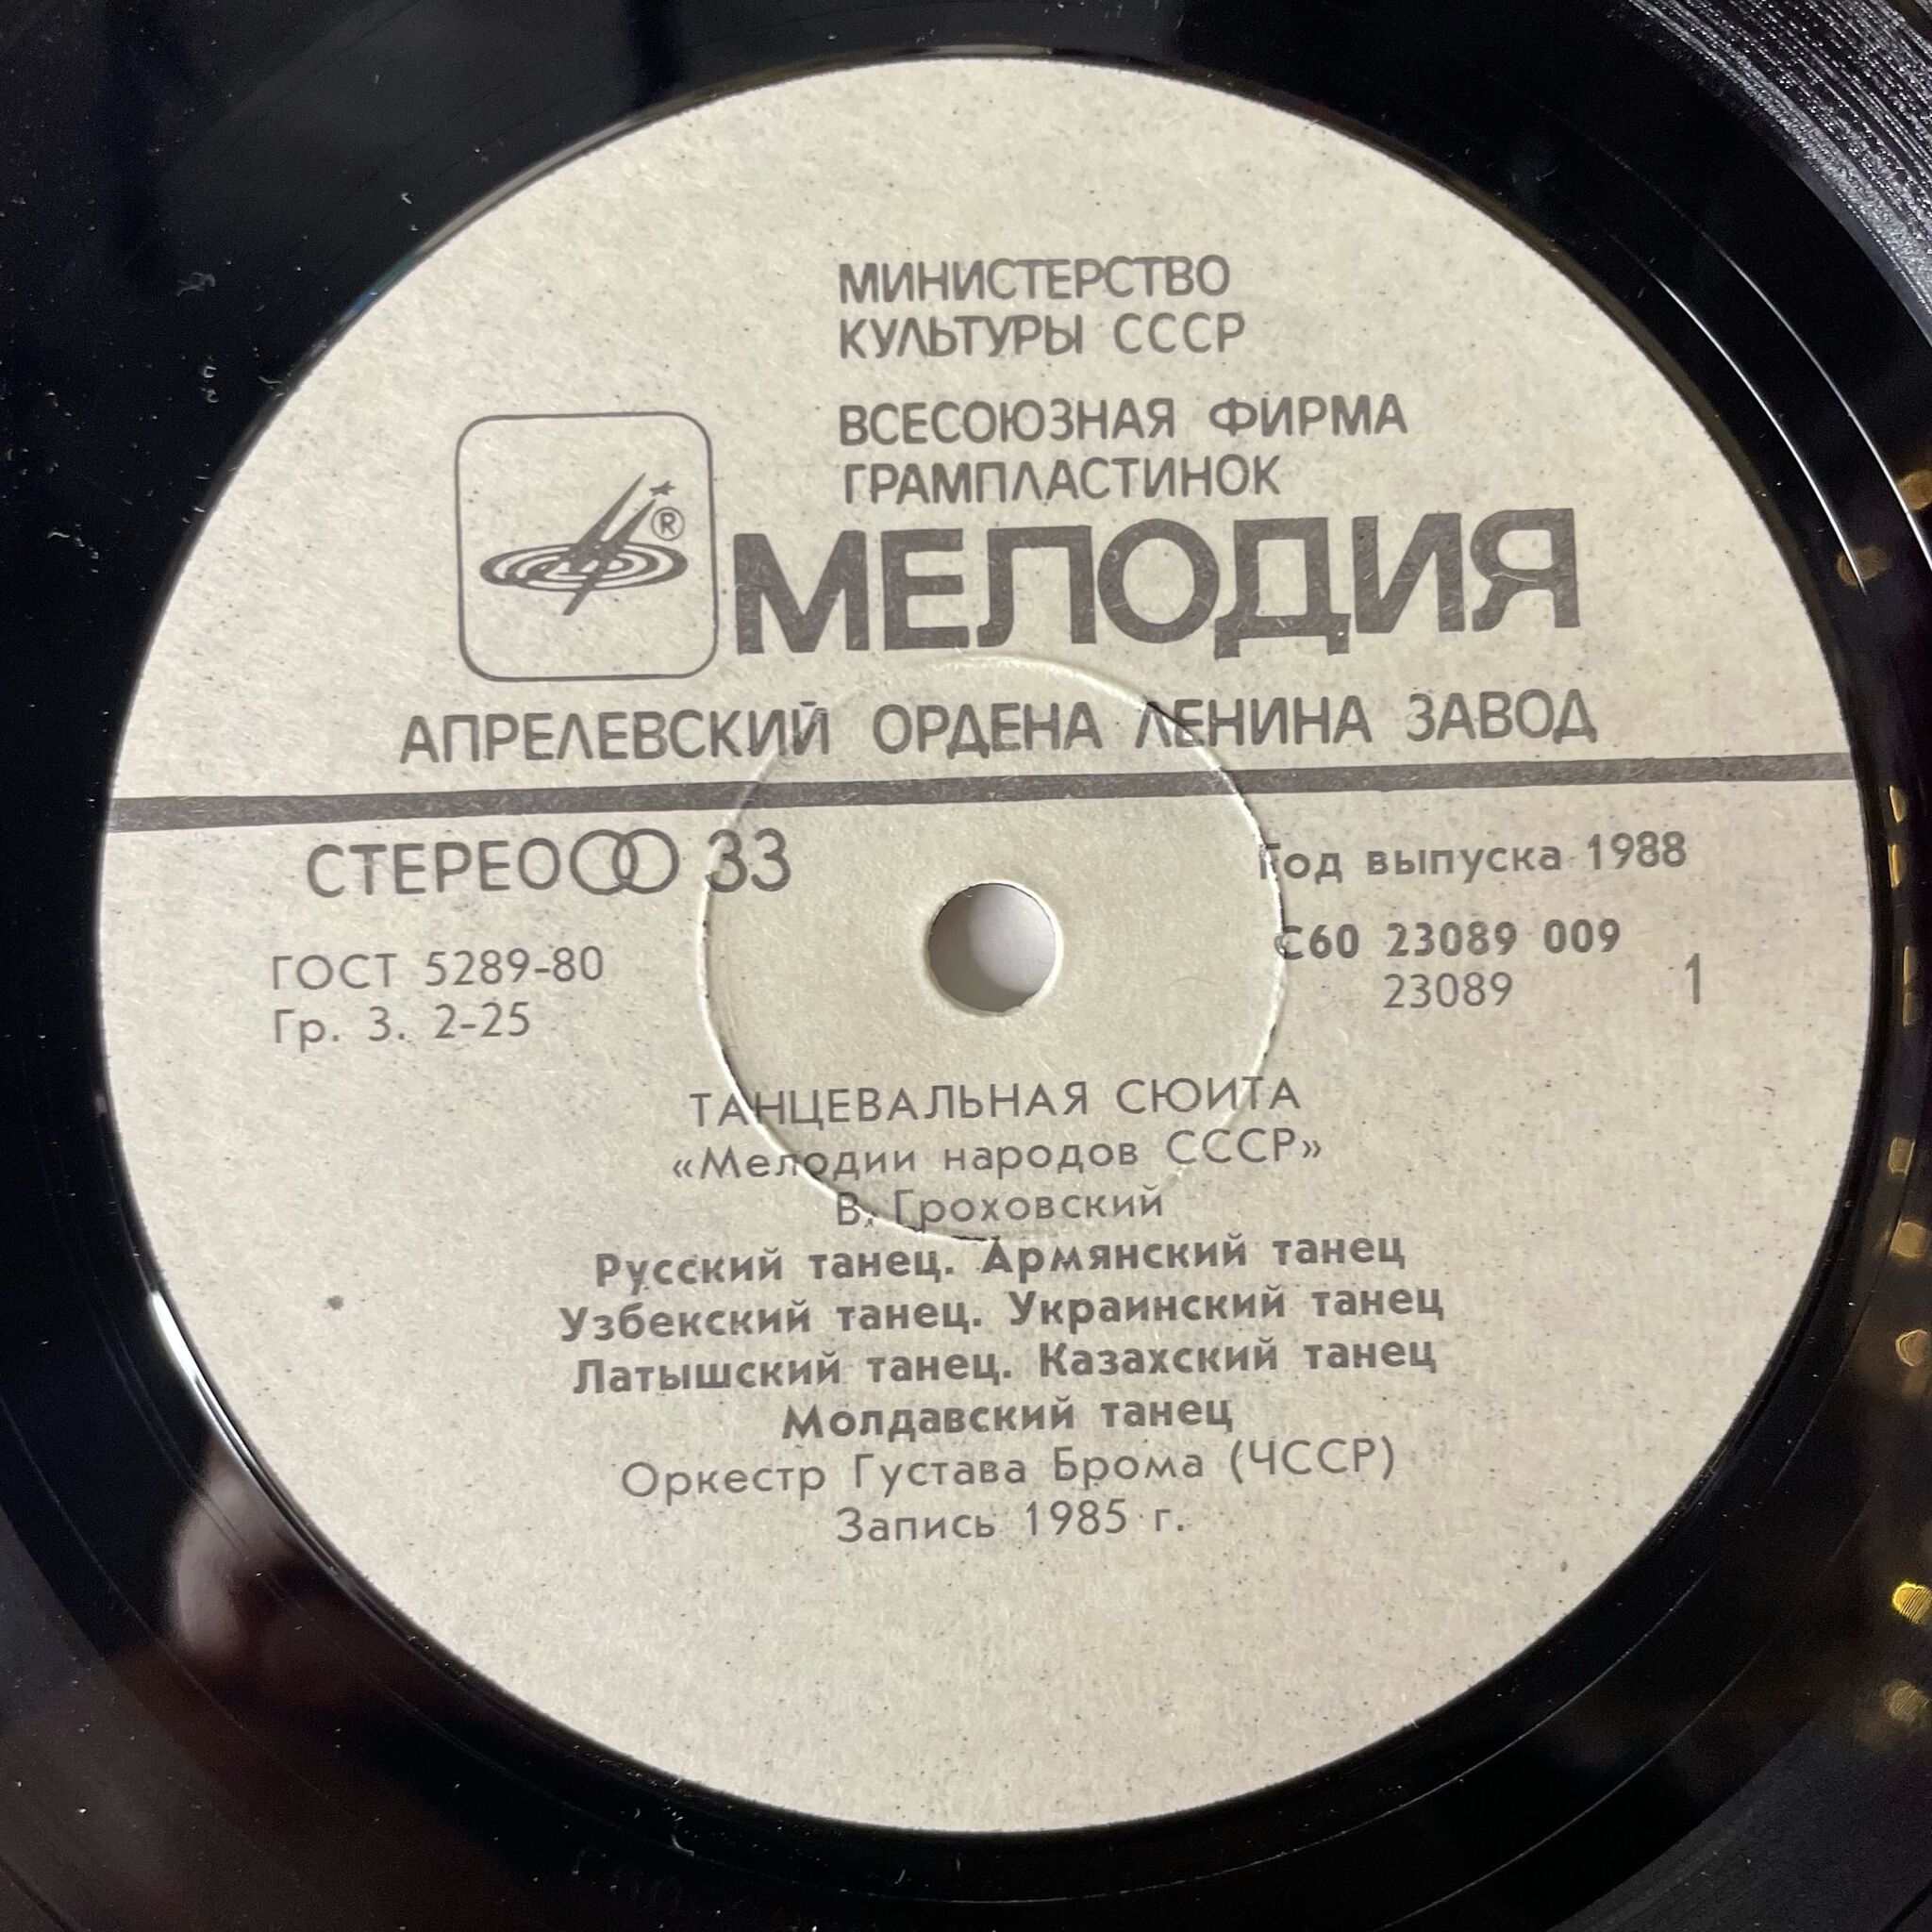 МИНИСТЕРСТВО
КУЛЬТУРЫ СССР
ВСЕСОЮЗНАЯ ФИРМА
ГРАМПЛАСТИНОК
®
МЕЛОДИЯ
АПРЕЛЕВСКИЙ ОРДЕНА ЛЕНИНА ЗАВОД
СТЕРЕО 33
Год выпуска 1988
ГОСТ 5289-80
Гр. 3. 2-25
С60 23089 009
23089
1
ТАНЦЕВАЛЬНАЯ СЮИТА
«Мелодии народов СССР»
В. Гроховский
Русский танец. Армянский танец
Узбекский танец. Украинский танец
Латышский танец. Казахский танец
Молдавский танец
Оркестр Густава Брома (ЧССР)
Запись 1985 г.